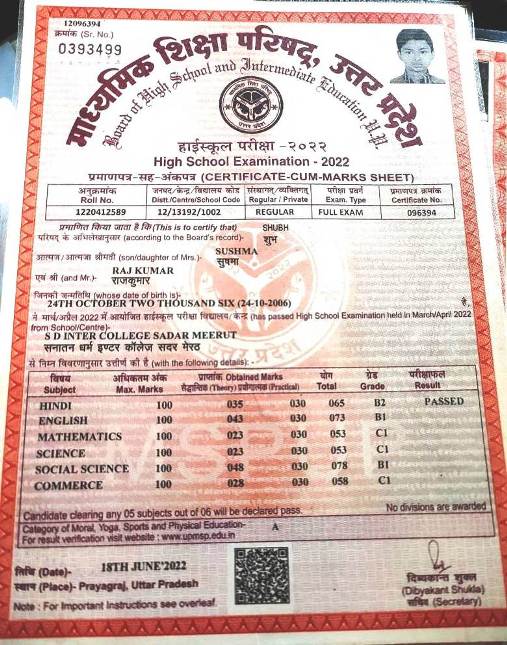 12096394
क्रमांक (Sr. No.)
0393499
माध्यमिक शिक्षा परिषद्, उत्तर प्रदेश
Board of High School and Intermediate Education U.P.
हाईस्कूल परीक्षा -२०२२
High School Examination - 2022
प्रमाणपत्र-सह-अंकपत्र (CERTIFICATE-CUM-MARKS SHEET)
अनुक्रमांक जनपद/केन्द्र/विद्यालय कोड संस्थागत/व्यक्तिगत परीक्षा प्रवर्ग प्रमाणपत्र क्रमांक
Roll No. Distt./Centre/School Code Regular / Private Exam. Type Certificate No.
1220412589 12/13192/1002 REGULAR FULL EXAM 096394
प्रमाणित किया जाता है कि (This is to certify that) SHUBH
परिषद् के अभिलेखानुसार (according to the Board's record)- शुभ
SUSHMA
आत्मज / आत्मजा श्रीमती (son/daughter of Mrs.)- सुषमा
RAJ KUMAR
एवं श्री (and Mr.)- राजकुमार
जिनकी जन्मतिथि (whose date of birth is)-
24TH OCTOBER TWO THOUSAND SIX (24-10-2006) है,
ने मार्च/अप्रैल 2022 में आयोजित हाईस्कूल परीक्षा विद्यालय/केन्द्र (has passed High School Examination held in March/April 2022
from School/Centre)-
S D INTER COLLEGE SADAR MEERUT
सनातन धर्म इण्टर कॉलेज सदर मेरठ
से निम्न विवरणानुसार उत्तीर्ण की है (with the following details): -
विषय अधिकतम अंक प्राप्तांक Obtained Marks योग ग्रेड परीक्षाफल
Subject Max. Marks सैद्धान्तिक (Theory) प्रयोगात्मक (Practical) Total Grade Result
HINDI 100 035 030 065 B2 PASSED
ENGLISH 100 043 030 073 B1
MATHEMATICS 100 023 030 053 C1
SCIENCE 100 023 030 053 C1
SOCIAL SCIENCE 100 048 030 078 B1
COMMERCE 100 028 030 058 C1
Candidate clearing any 05 subjects out of 06 will be declared pass. No divisions are awarded
Category of Moral, Yoga, Sports and Physical Education- A
For result verification visit website : www.upmsp.edu.in
तिथि (Date)- 18TH JUNE'2022
स्थान (Place)- Prayagraj, Uttar Pradesh
Note : For Important Instructions see overleaf
दिव्यकान्त शुक्ल
(Dibyakant Shukla)
सचिव (Secretary)